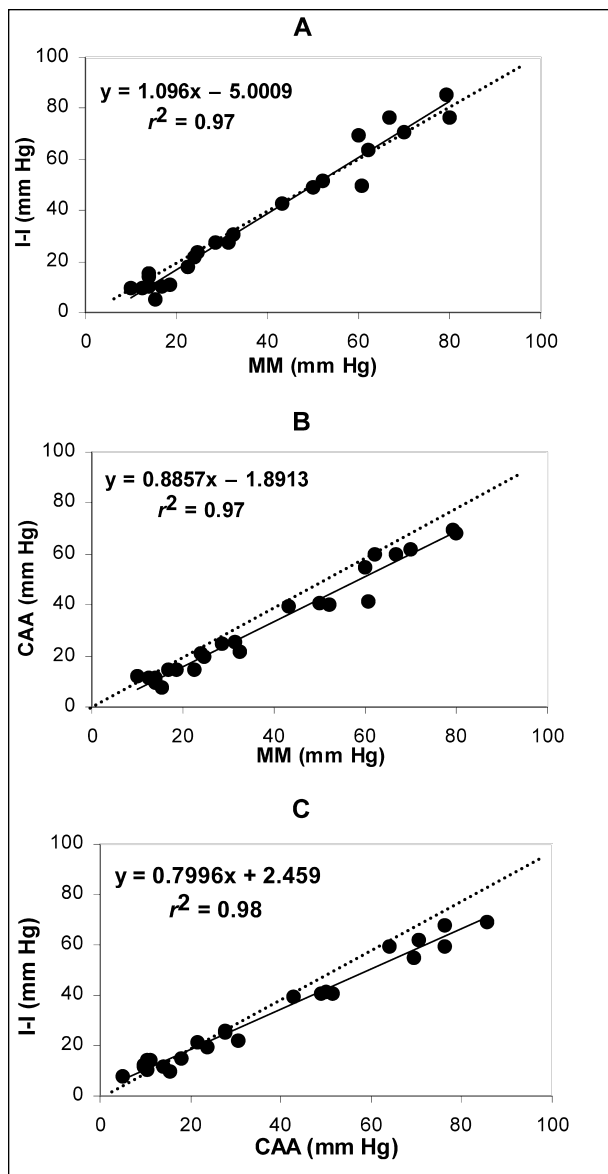 A
y = 1.096x – 5.0009
r² = 0.97
100
80
60
40
20
0
I-I (mm Hg)
0 20 40 60 80 100
MM (mm Hg)
B
y = 0.8857x – 1.8913
r² = 0.97
100
80
60
40
20
0
CAA (mm Hg)
0 20 40 60 80 100
MM (mm Hg)
C
y = 0.7996x + 2.459
r² = 0.98
100
80
60
40
20
0
I-I (mm Hg)
0 20 40 60 80 100
CAA (mm Hg)